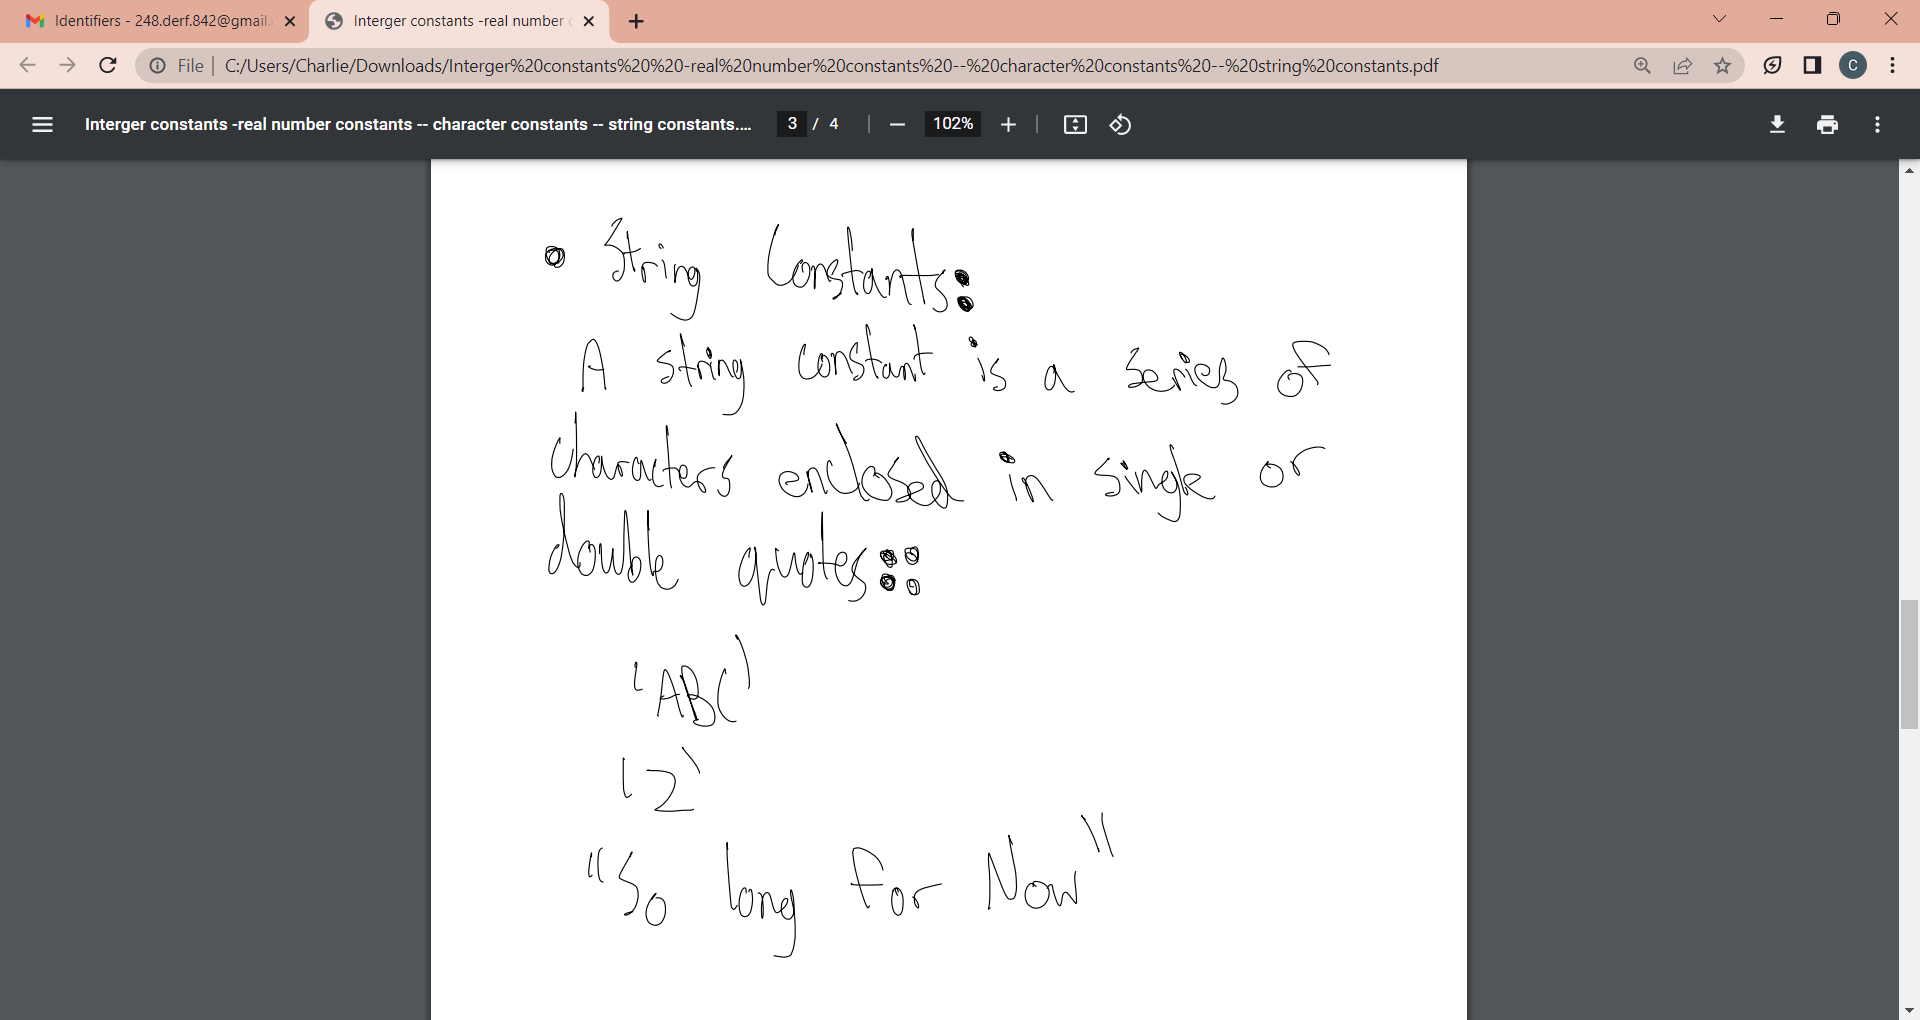 Identifiers - 248.derf.842@gmail.
Interger constants -real number c
File | C:/Users/Charlie/Downloads/Interger%20constants%20%20-real%20number%20constants%20--%20character%20constants%20--%20string%20constants.pdf
C
Interger constants -real number constants -- character constants -- string constants.... 3 / 4 102%
• String Constants:
A string constant is a series of
characters enclosed in single or
double quotes::
'ABC'
'2'
"So long for Now"